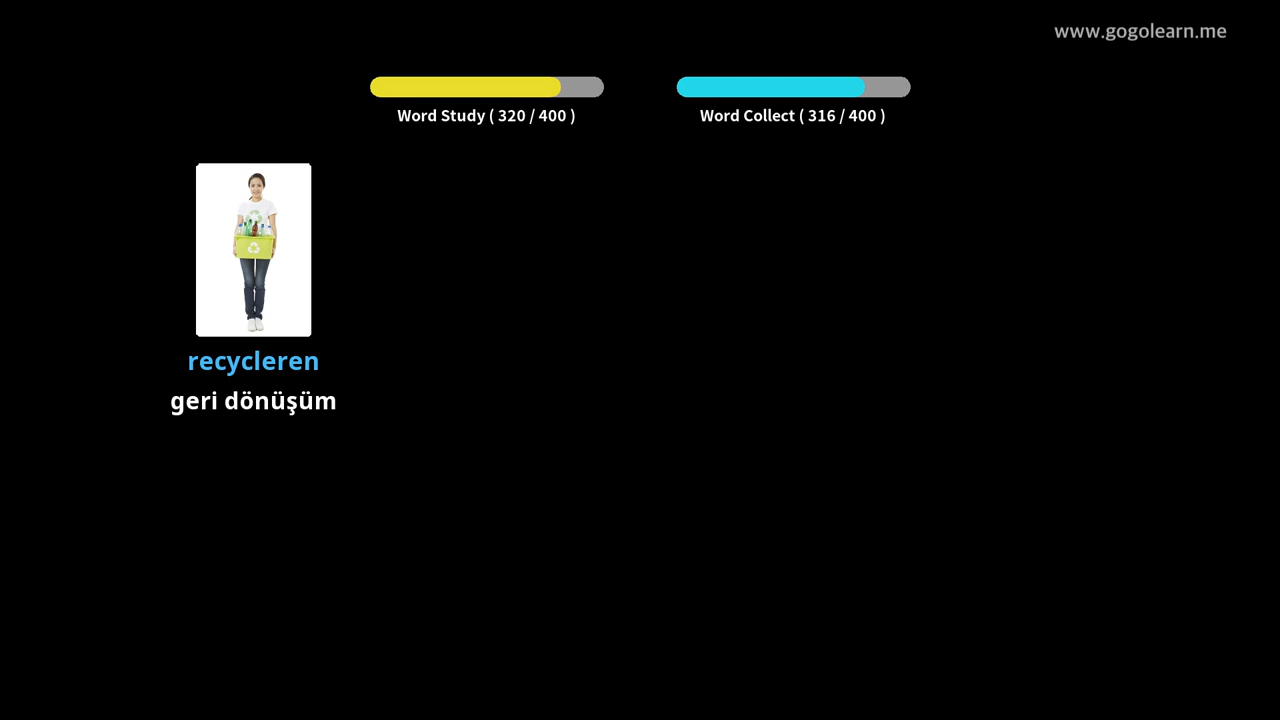 www.gogolearn.me
Word Study ( 320 / 400 )
Word Collect ( 316 / 400 )
recycleren
geri dönüşüm